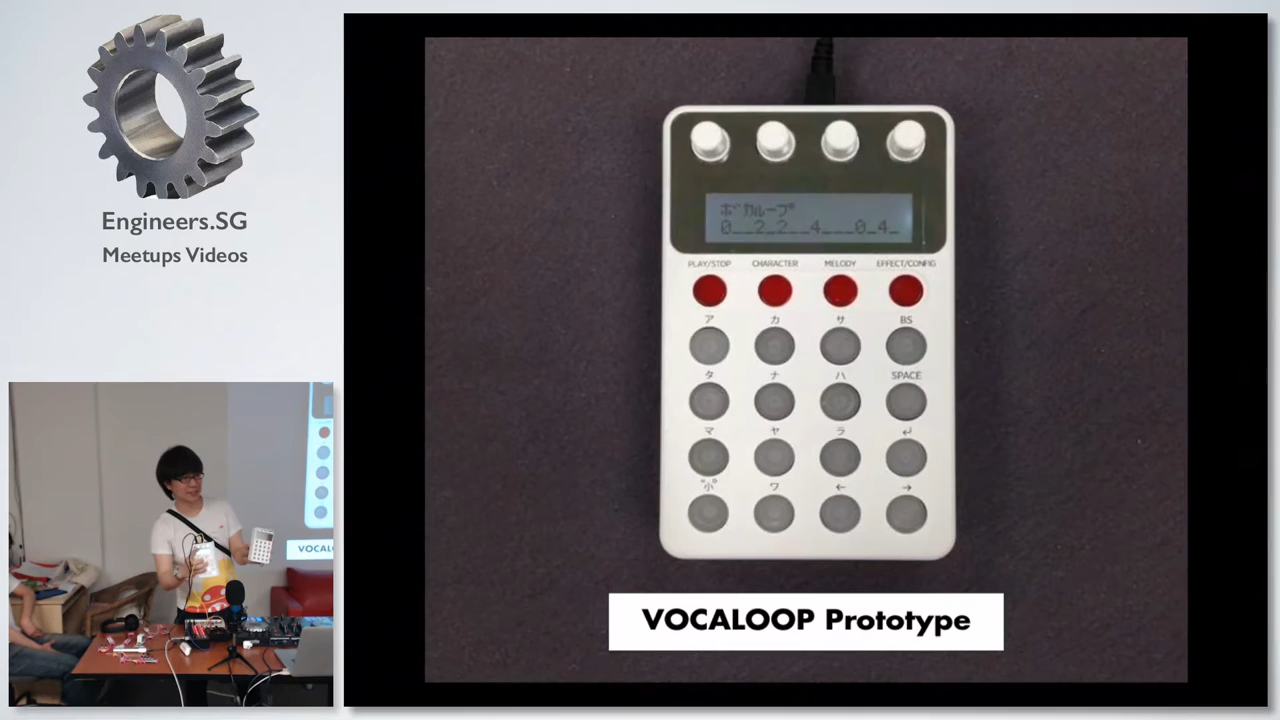 Engineers.SG
Meetups Videos
ボカループ
0__2_2__4___0_4_
PLAY/STOP CHARACTER MELODY EFFECT/CONFIG
ア カ サ BS
タ ナ ハ SPACE
マ ヤ ラ ↵
小 ワ ← →
VOCALOOP Prototype
VOCAL